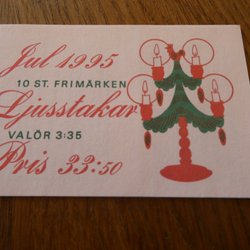 Jul 1995
10 ST. FRIMÄRKEN
Ljusstakar
VALÖR 3:35
Pris 33:50